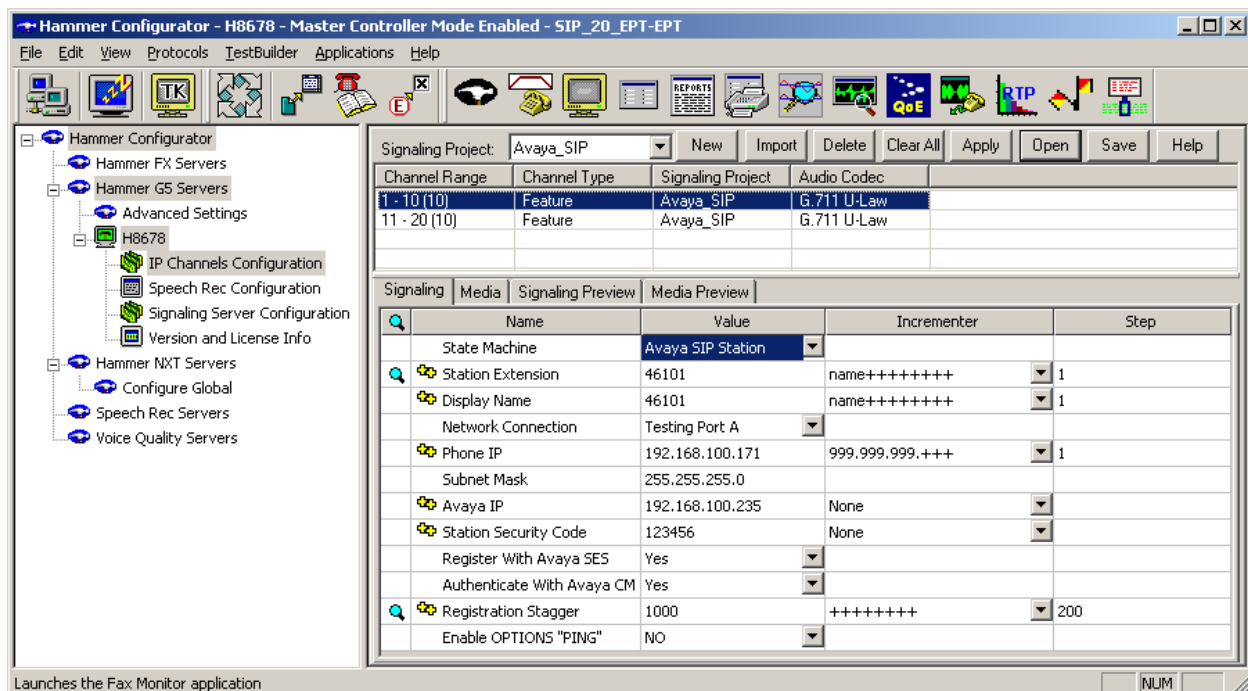 Hammer Configurator - H8678 - Master Controller Mode Enabled - SIP_20_EPT-EPT
File Edit View Protocols TestBuilder Applications Help
TK E REPORTS QoE RTP
Hammer Configurator
Hammer FX Servers
Hammer G5 Servers
Advanced Settings
H8678
IP Channels Configuration
Speech Rec Configuration
Signaling Server Configuration
Version and License Info
Hammer NXT Servers
Configure Global
Speech Rec Servers
Voice Quality Servers
Signaling Project: Avaya_SIP New Import Delete Clear All Apply Open Save Help
Channel Range Channel Type Signaling Project Audio Codec
1 - 10 (10) Feature Avaya_SIP G.711 U-Law
11 - 20 (10) Feature Avaya_SIP G.711 U-Law
Signaling Media Signaling Preview Media Preview
Name Value Incrementer Step
State Machine Avaya SIP Station
Station Extension 46101 name++++++++ 1
Display Name 46101 name++++++++ 1
Network Connection Testing Port A
Phone IP 192.168.100.171 999.999.999.+++ 1
Subnet Mask 255.255.255.0
Avaya IP 192.168.100.235 None
Station Security Code 123456 None
Register With Avaya SES Yes
Authenticate With Avaya CM Yes
Registration Stagger 1000 ++++++++ 200
Enable OPTIONS "PING" NO
Launches the Fax Monitor application NUM